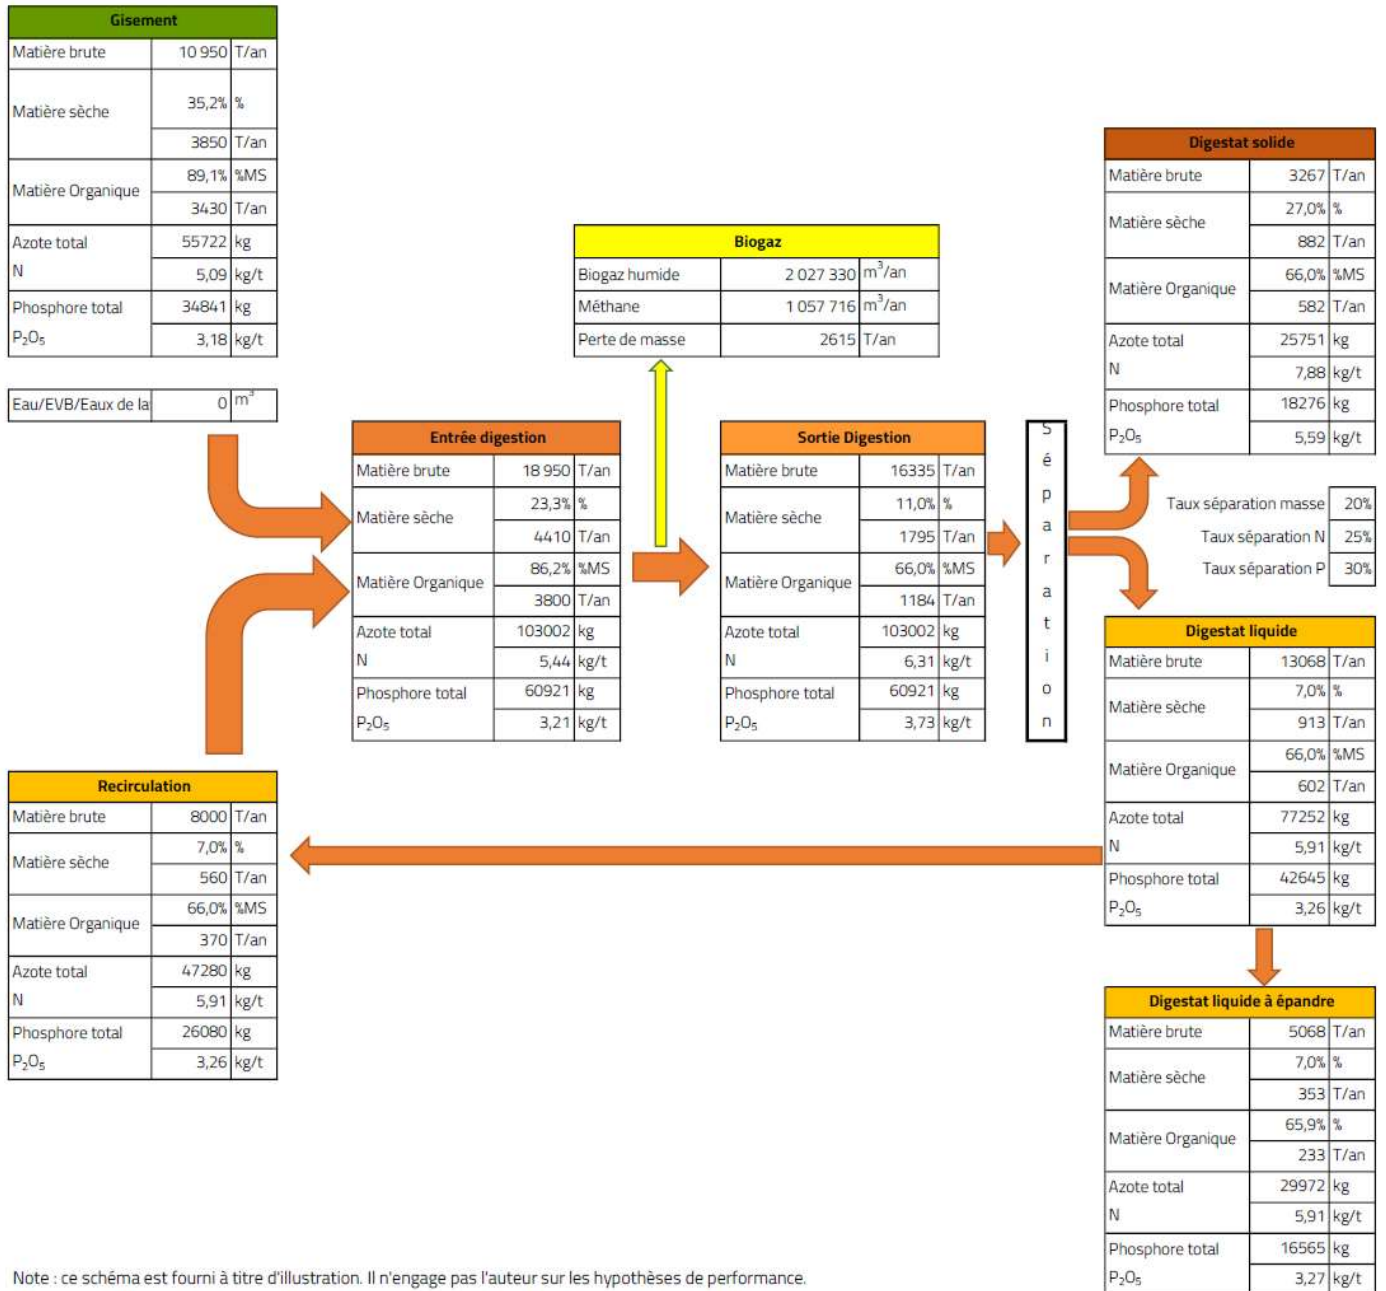 Gisement
Matière brute 10 950 T/an
Matière sèche 35,2% %
3850 T/an
Matière Organique 89,1% %MS
3430 T/an
Azote total 55722 kg
N 5,09 kg/t
Phosphore total 34841 kg
P₂O₅ 3,18 kg/t
Eau/EVB/Eaux de la 0 m³
Biogaz
Biogaz humide 2 027 330 m³/an
Méthane 1 057 716 m³/an
Perte de masse 2615 T/an
Entrée digestion
Matière brute 18 950 T/an
Matière sèche 23,3% %
4410 T/an
Matière Organique 86,2% %MS
3800 T/an
Azote total 103002 kg
N 5,44 kg/t
Phosphore total 60921 kg
P₂O₅ 3,21 kg/t
Sortie Digestion
Matière brute 16335 T/an
Matière sèche 11,0% %
1795 T/an
Matière Organique 66,0% %MS
1184 T/an
Azote total 103002 kg
N 6,31 kg/t
Phosphore total 60921 kg
P₂O₅ 3,73 kg/t
Séparation
Digestat solide
Matière brute 3267 T/an
Matière sèche 27,0% %
882 T/an
Matière Organique 66,0% %MS
582 T/an
Azote total 25751 kg
N 7,88 kg/t
Phosphore total 18276 kg
P₂O₅ 5,59 kg/t
Taux séparation masse 20%
Taux séparation N 25%
Taux séparation P 30%
Digestat liquide
Matière brute 13068 T/an
Matière sèche 7,0% %
913 T/an
Matière Organique 66,0% %MS
602 T/an
Azote total 77252 kg
N 5,91 kg/t
Phosphore total 42645 kg
P₂O₅ 3,26 kg/t
Recirculation
Matière brute 8000 T/an
Matière sèche 7,0% %
560 T/an
Matière Organique 66,0% %MS
370 T/an
Azote total 47280 kg
N 5,91 kg/t
Phosphore total 26080 kg
P₂O₅ 3,26 kg/t
Digestat liquide à épandre
Matière brute 5068 T/an
Matière sèche 7,0% %
353 T/an
Matière Organique 65,9% %
233 T/an
Azote total 29972 kg
N 5,91 kg/t
Phosphore total 16565 kg
P₂O₅ 3,27 kg/t
Note : ce schéma est fourni à titre d'illustration. Il n'engage pas l'auteur sur les hypothèses de performance.